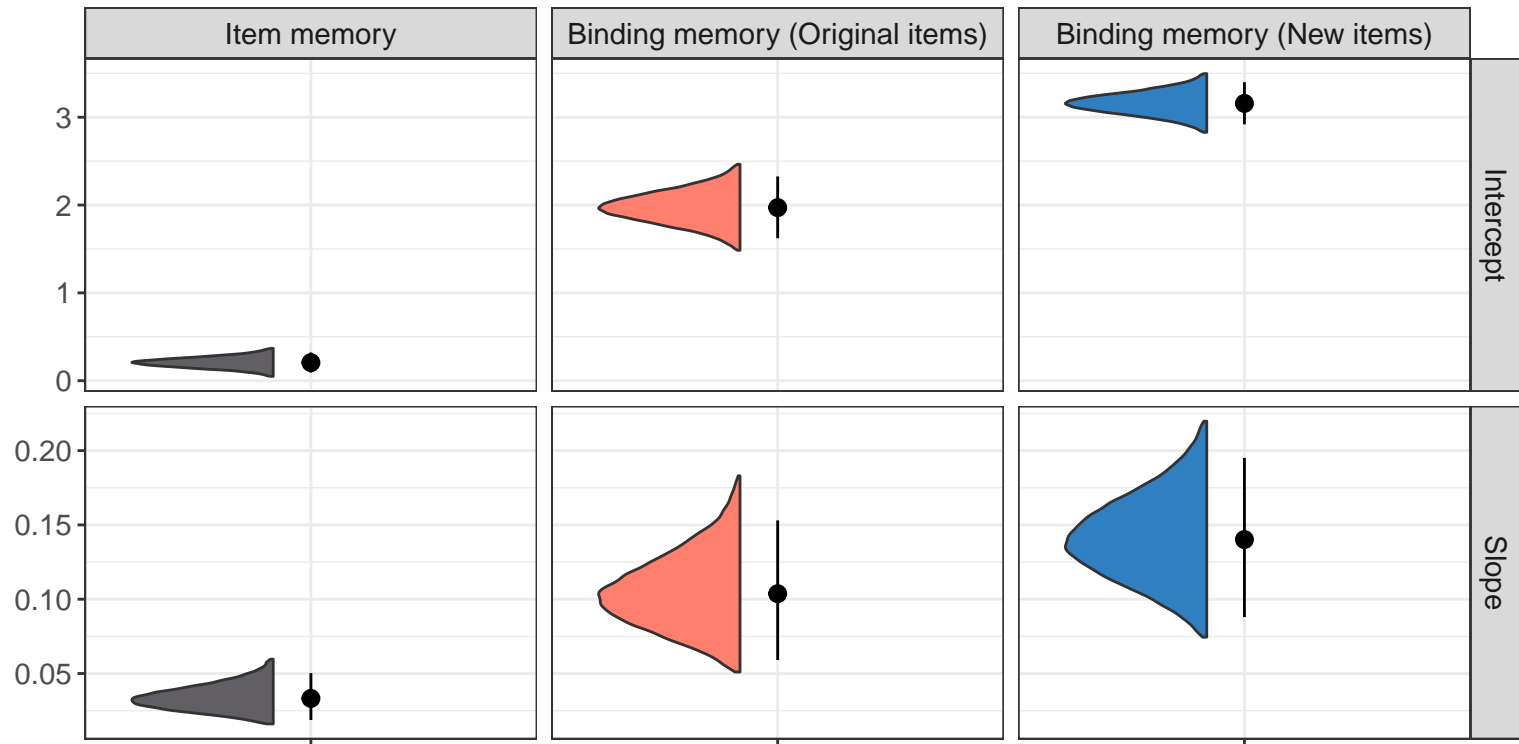 Item memory
Binding memory (Original items)
Binding memory (New items)
3
2
1
0
Intercept
0.20
0.15
0.10
0.05
Slope